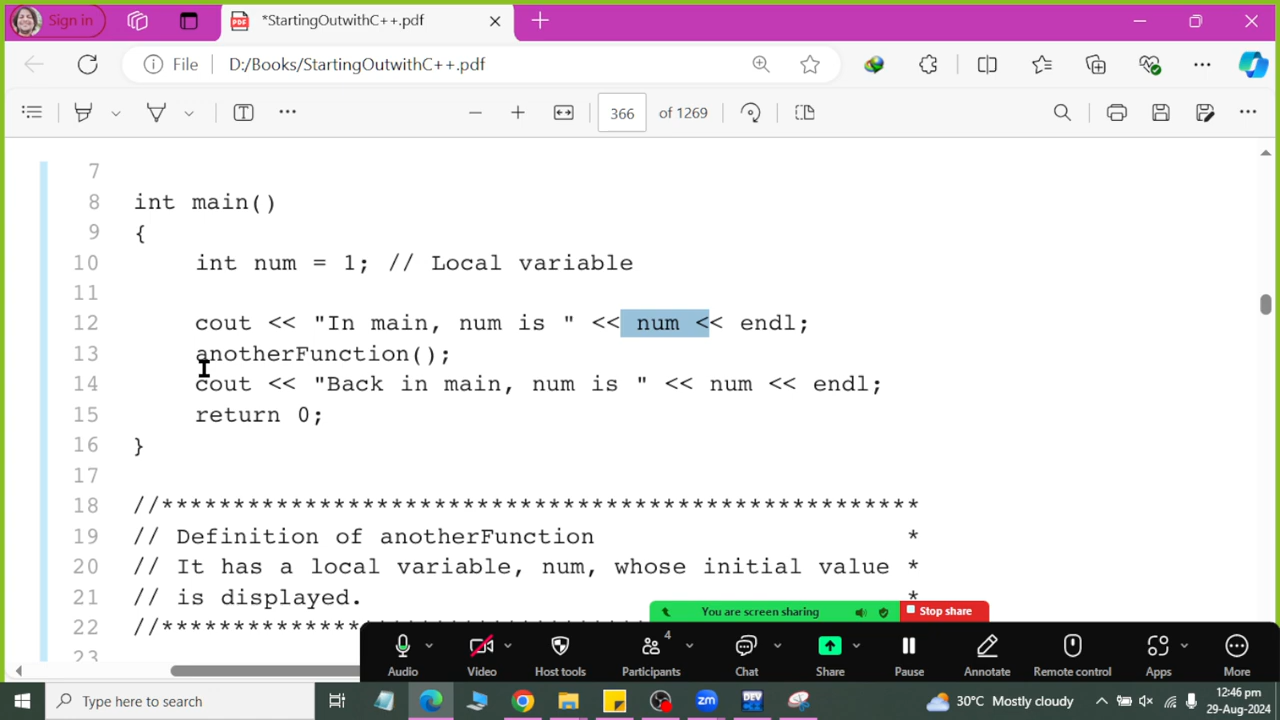 Sign in
*StartingOutwithC++.pdf
File D:/Books/StartingOutwithC++.pdf
366 of 1269
7
8 int main()
9 {
10 int num = 1; // Local variable
11
12 cout << "In main, num is " << num << endl;
13 anotherFunction();
14 cout << "Back in main, num is " << num << endl;
15 return 0;
16 }
17
18 //***************************************************
19 // Definition of anotherFunction *
20 // It has a local variable, num, whose initial value *
21 // is displayed. *
22 //***************************************************
23
You are screen sharing Stop share
4
Audio Video Host tools Participants Chat Share Pause Annotate Remote control Apps More
Type here to search
zm
DEV
30°C Mostly cloudy
12:46 pm
29-Aug-2024